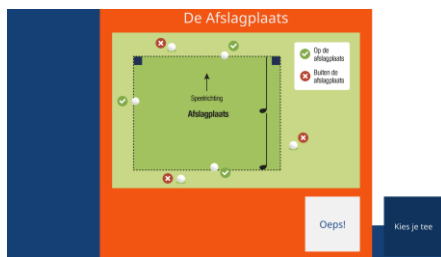 De Afslagplaats
Op de
afslagplaats
Buiten de
afslagplaats
Speelrichting
Afslagplaats
Oeps!
Kies je tee